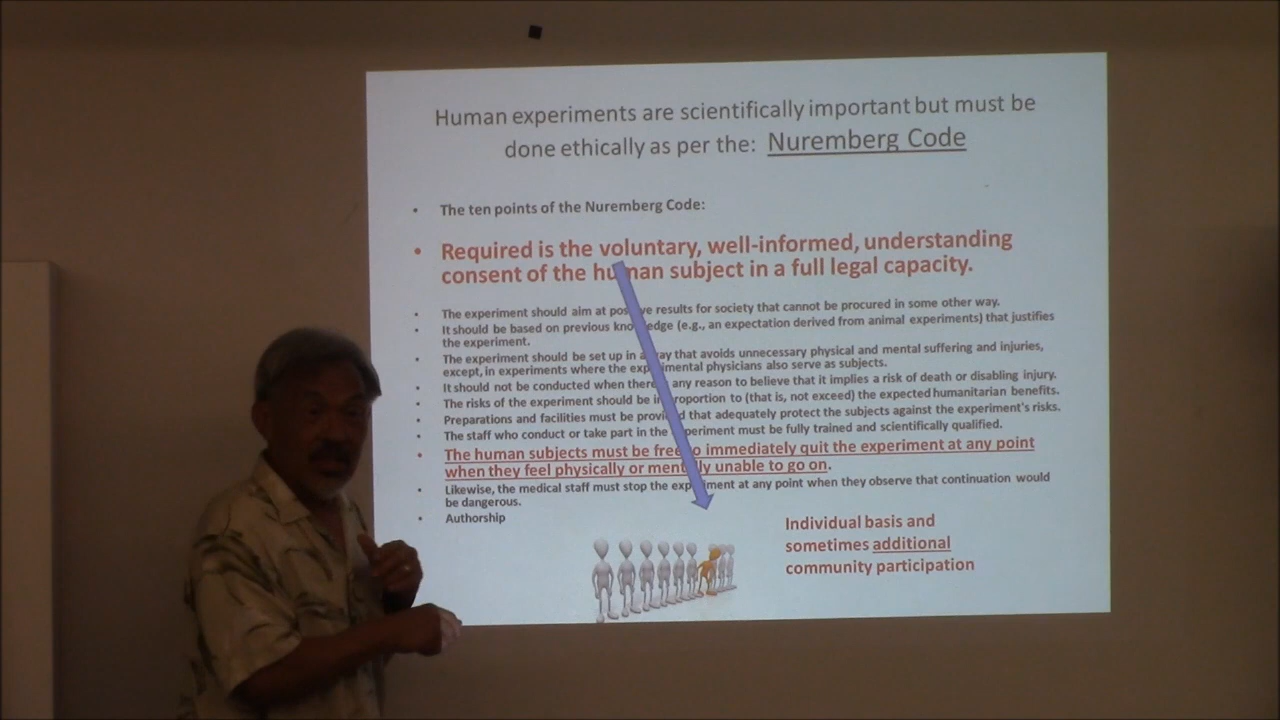 Human experiments are scientifically important but must be
done ethically as per the: Nuremberg Code
• The ten points of the Nuremberg Code:
• Required is the voluntary, well-informed, understanding
consent of the human subject in a full legal capacity.
• The experiment should aim at positive results for society that cannot be procured in some other way.
• It should be based on previous knowledge (e.g., an expectation derived from animal experiments) that justifies
the experiment.
• The experiment should be set up in a way that avoids unnecessary physical and mental suffering and injuries,
except, in experiments where the experimental physicians also serve as subjects.
• It should not be conducted when there is any reason to believe that it implies a risk of death or disabling injury.
• The risks of the experiment should be in proportion to (that is, not exceed) the expected humanitarian benefits.
• Preparations and facilities must be provided that adequately protect the subjects against the experiment's risks.
• The staff who conduct or take part in the experiment must be fully trained and scientifically qualified.
• The human subjects must be free to immediately quit the experiment at any point
when they feel physically or mentally unable to go on.
• Likewise, the medical staff must stop the experiment at any point when they observe that continuation would
be dangerous.
• Authorship
Individual basis and
sometimes additional
community participation